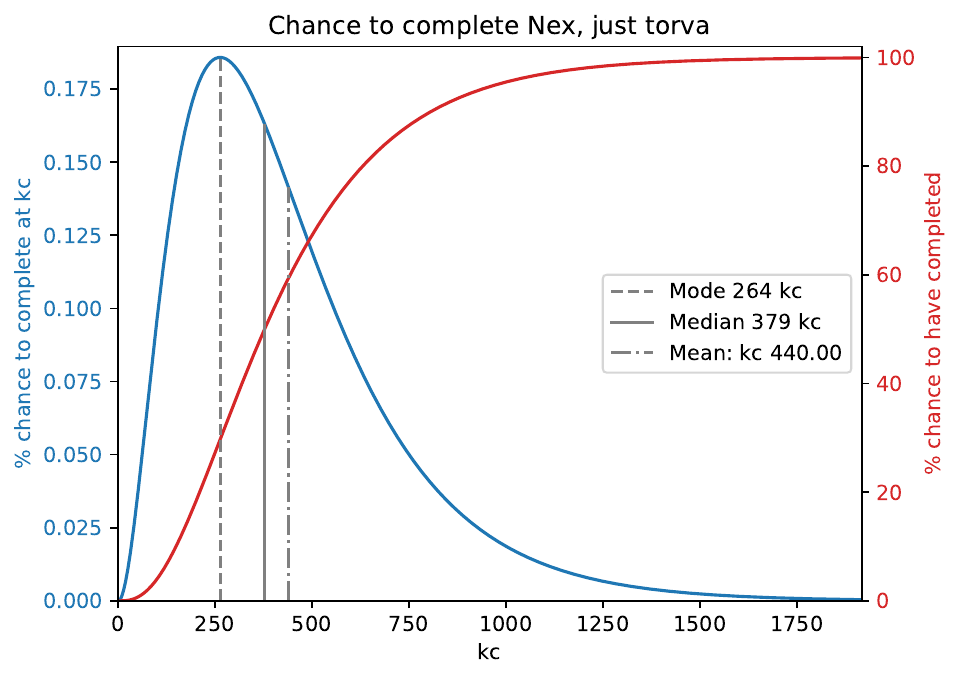 Chance to complete Nex, just torva
% chance to complete at kc
0.175
0.150
0.125
0.100
0.075
0.050
0.025
0.000
100
80
60
40
20
0
% chance to have completed
Mode 264 kc
Median 379 kc
Mean: kc 440.00
0 250 500 750 1000 1250 1500 1750
kc